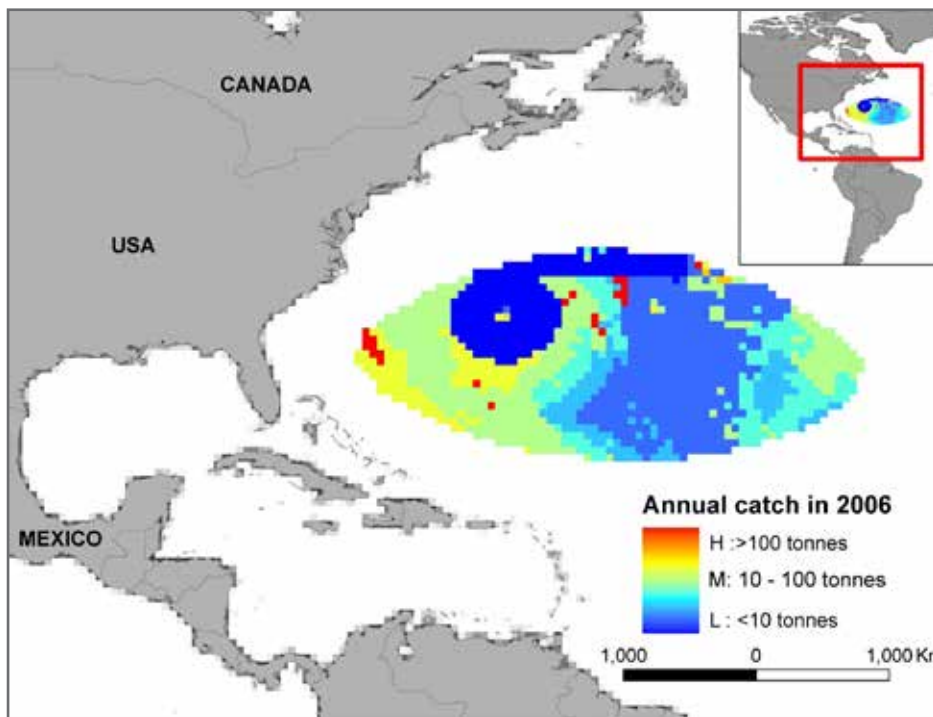 CANADA
USA
MEXICO
Annual catch in 2006
H :>100 tonnes
M: 10 - 100 tonnes
L : <10 tonnes
1,000 0 1,000 Km